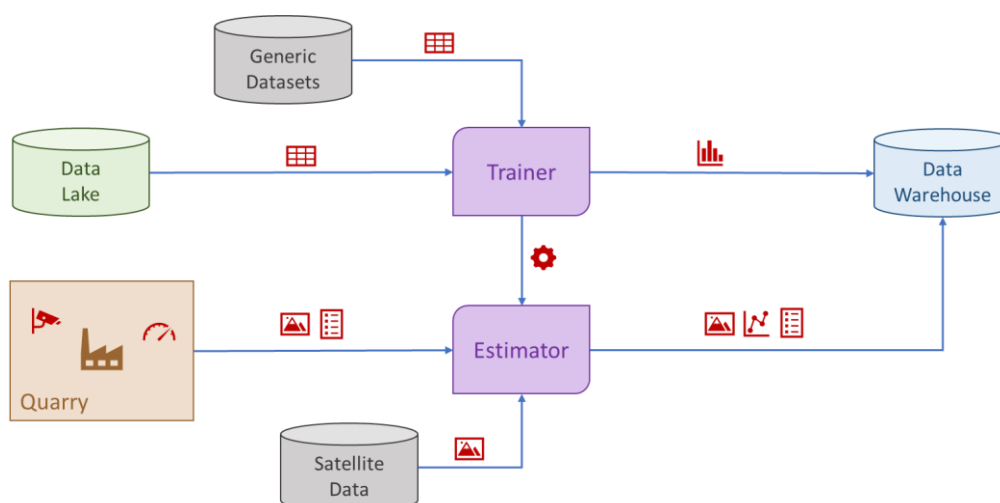 Generic
Datasets
Data
Lake
Trainer
Data
Warehouse
Estimator
Quarry
Satellite
Data